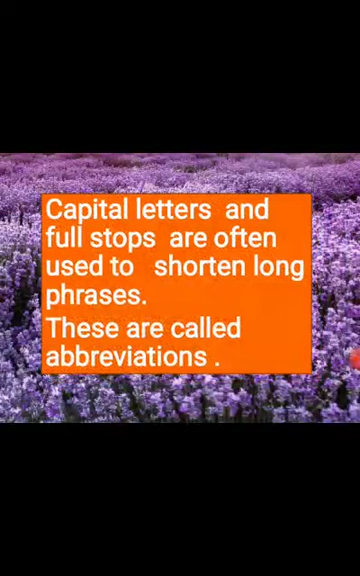 Capital letters  and
full stops  are often
used to   shorten long
phrases.
These are called
abbreviations .